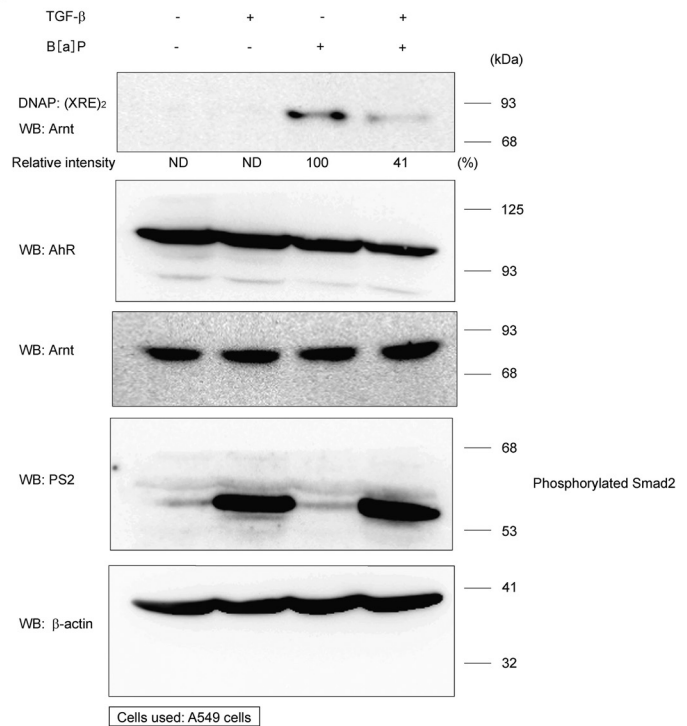 TGF-β - + - +
B[a]P - - + +
(kDa)
DNAP: (XRE)₂
WB: Arnt
93
68
Relative intensity ND ND 100 41 (%)
WB: AhR
125
93
WB: Arnt
93
68
WB: PS2
68
53
Phosphorylated Smad2
WB: β-actin
41
32
Cells used: A549 cells